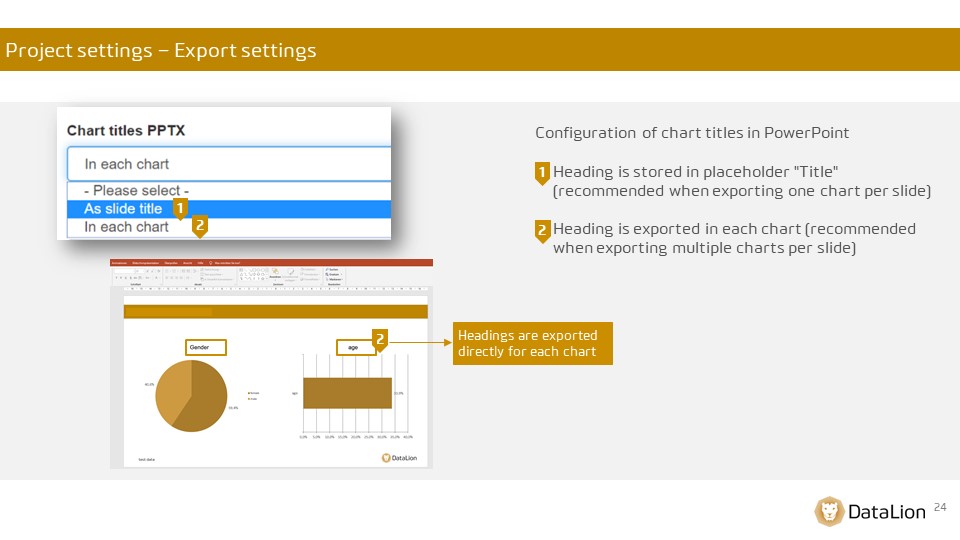 Project settings – Export settings
Chart titles PPTX
In each chart
- Please select -
As slide title 1
In each chart 2
Configuration of chart titles in PowerPoint
1 Heading is stored in placeholder "Title"
(recommended when exporting one chart per slide)
2 Heading is exported in each chart (recommended
when exporting multiple charts per slide)
Gender
age
2
Headings are exported
directly for each chart
test data
DataLion
DataLion
24